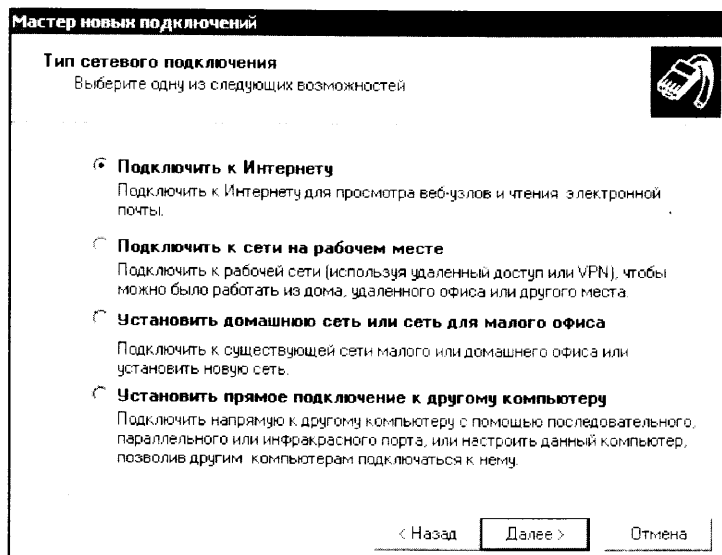 Мастер новых подключений
Тип сетевого подключения
Выберите одну из следующих возможностей
Подключить к Интернету
Подключить к Интернету для просмотра веб-узлов и чтения электронной
почты.
Подключить к сети на рабочем месте
Подключить к рабочей сети (используя удаленный доступ или VPN), чтобы
можно было работать из дома, удаленного офиса или другого места.
Установить домашнюю сеть или сеть для малого офиса
Подключить к существующей сети малого или домашнего офиса или
установить новую сеть.
Установить прямое подключение к другому компьютеру
Подключить напрямую к другому компьютеру с помощью последовательного,
параллельного или инфракрасного порта, или настроить данный компьютер,
позволив другим компьютерам подключаться к нему.
< Назад Далее > Отмена